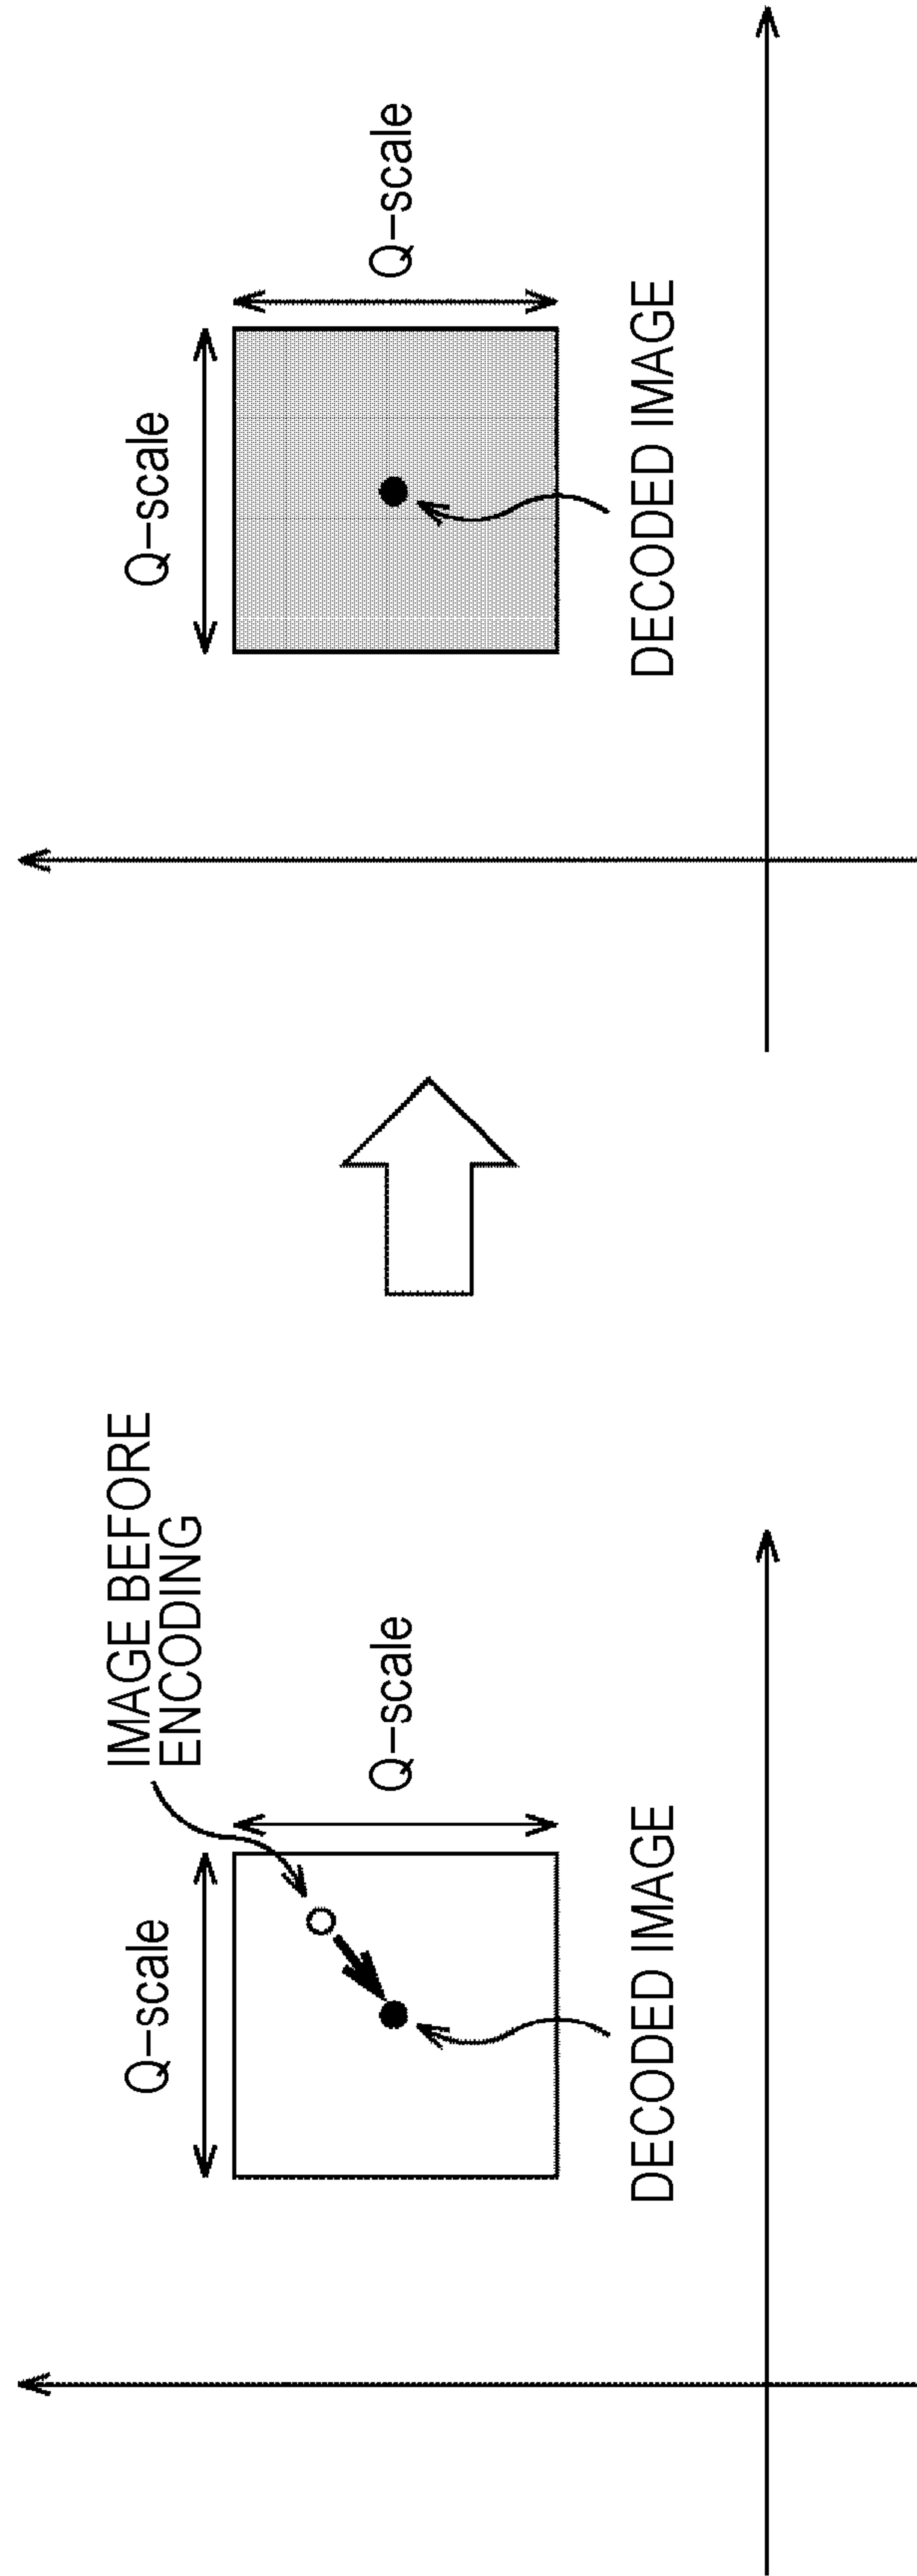 IMAGE BEFORE
ENCODING
Q-scale
Q-scale
DECODED IMAGE
Q-scale
Q-scale
DECODED IMAGE